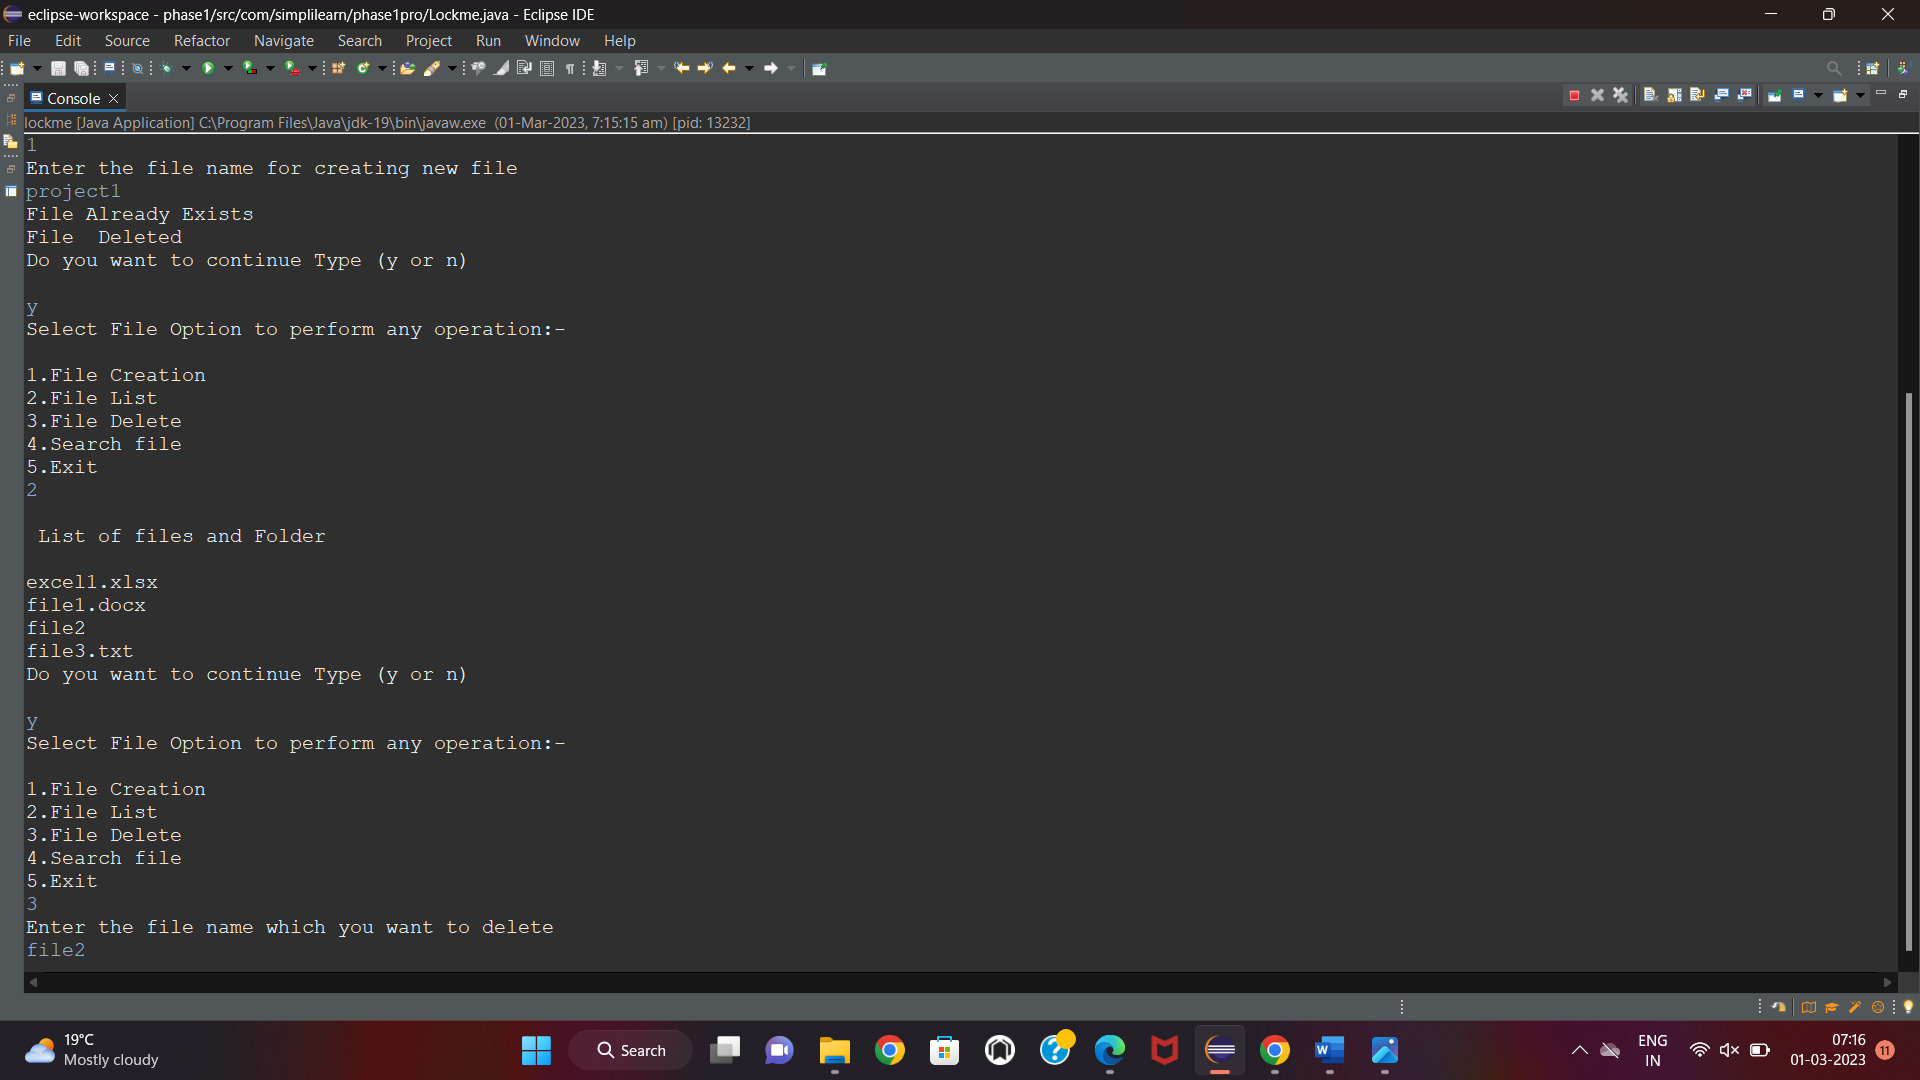 eclipse-workspace - phase1/src/com/simplilearn/phase1pro/Lockme.java - Eclipse IDE
File Edit Source Refactor Navigate Search Project Run Window Help
Console
lockme [Java Application] C:\Program Files\Java\jdk-19\bin\javaw.exe (01-Mar-2023, 7:15:15 am) [pid: 13232]
1
Enter the file name for creating new file
project1
File Already Exists
File  Deleted
Do you want to continue Type (y or n)
y
Select File Option to perform any operation:-
1.File Creation
2.File List
3.File Delete
4.Search file
5.Exit
2
List of files and Folder
excel1.xlsx
file1.docx
file2
file3.txt
Do you want to continue Type (y or n)
y
Select File Option to perform any operation:-
1.File Creation
2.File List
3.File Delete
4.Search file
5.Exit
3
Enter the file name which you want to delete
file2
19°C
Mostly cloudy
Search
ENG
IN
07:16
01-03-2023
11